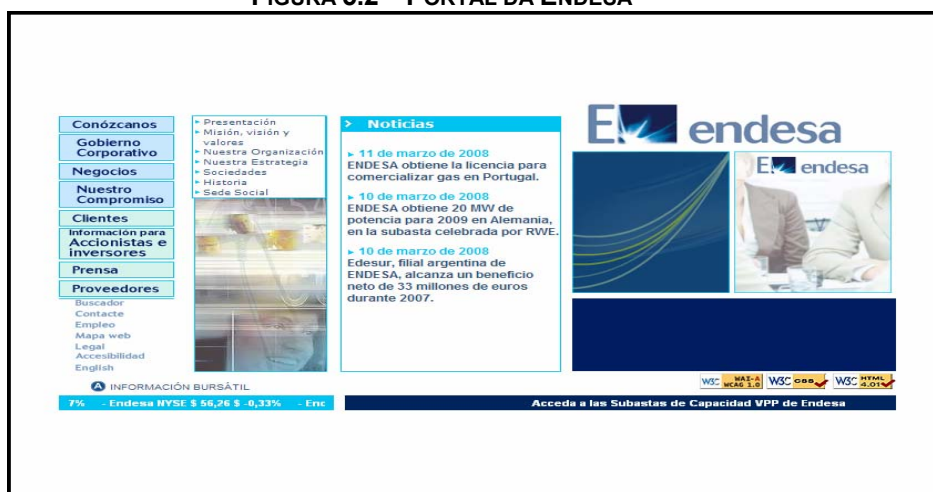 FIGURA 3.2 – PORTAL DA ENDESA
Conózcanos
Gobierno
Corporativo
Negocios
Nuestro
Compromiso
Clientes
Información para
Accionistas e
inversores
Prensa
Proveedores
Buscador
Contacte
Empleo
Mapa web
Legal
Accesibilidad
English
► Presentación
► Misión, visión y
valores
► Nuestra Organización
► Nuestra Estrategia
► Sociedades
► Historia
► Sede Social
> Noticias
► 11 de marzo de 2008
ENDESA obtiene la licencia para
comercializar gas en Portugal.
► 10 de marzo de 2008
ENDESA obtiene 20 MW de
potencia para 2009 en Alemania,
en la subasta celebrada por RWE.
► 10 de marzo de 2008
Edesur, filial argentina de
ENDESA, alcanza un beneficio
neto de 33 millones de euros
durante 2007.
E endesa
E endesa
W3C WAI-A WCAG 1.0
W3C CSS
W3C HTML 4.01
A INFORMACIÓN BURSÁTIL
7% - Endesa NYSE $ 56,26 $ -0,33% - Enc
Acceda a las Subastas de Capacidad VPP de Endesa